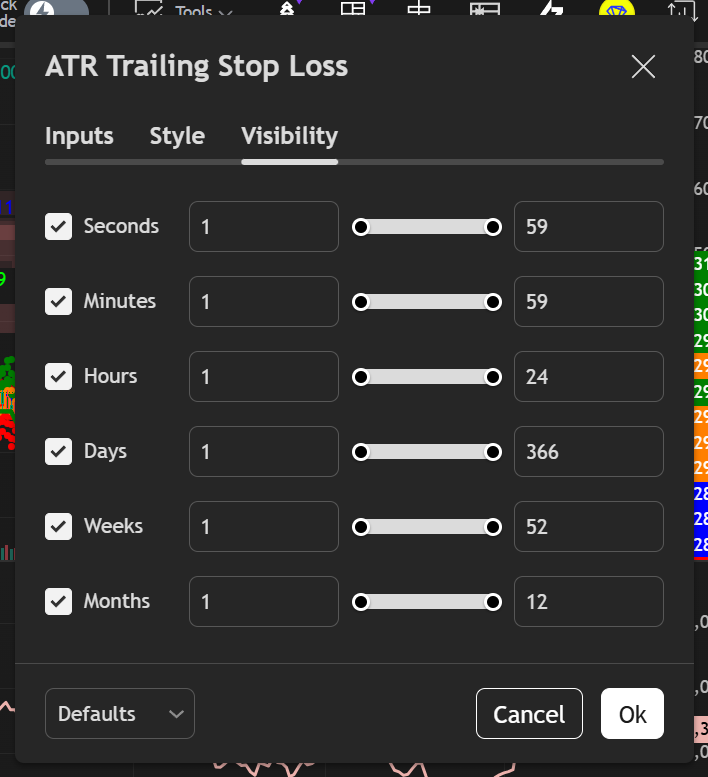 Tools
ATR Trailing Stop Loss
Inputs Style Visibility
Seconds 1 59
Minutes 1 59
Hours 1 24
Days 1 366
Weeks 1 52
Months 1 12
Defaults Cancel Ok